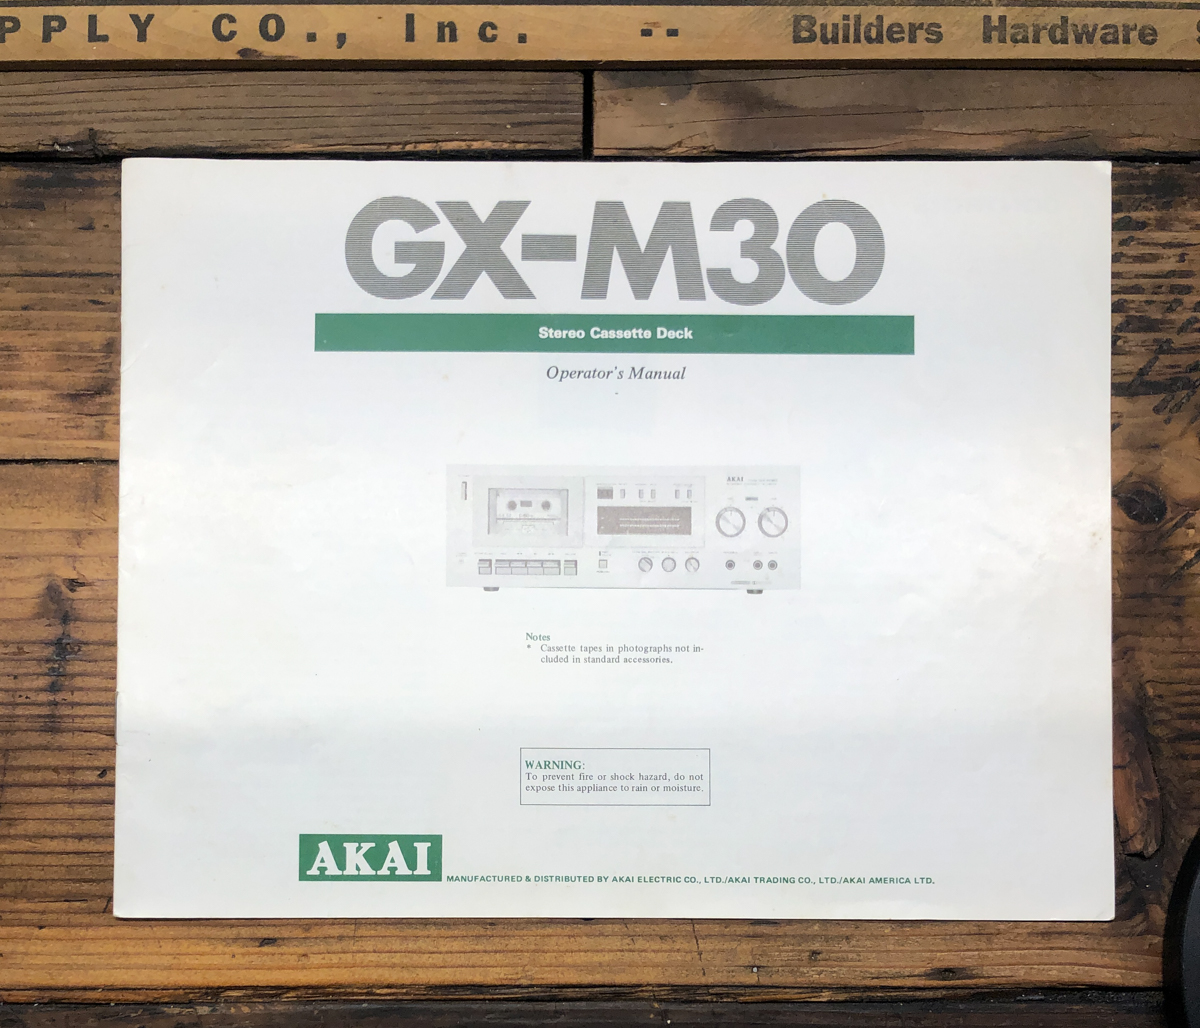 PPLY CO., Inc. -- Builders Hardware
GX-M30
Stereo Cassette Deck
Operator's Manual
AKAI
Notes
* Cassette tapes in photographs not in-
cluded in standard accessories.
WARNING:
To prevent fire or shock hazard, do not
expose this appliance to rain or moisture.
AKAI
MANUFACTURED & DISTRIBUTED BY AKAI ELECTRIC CO., LTD./AKAI TRADING CO., LTD./AKAI AMERICA LTD.